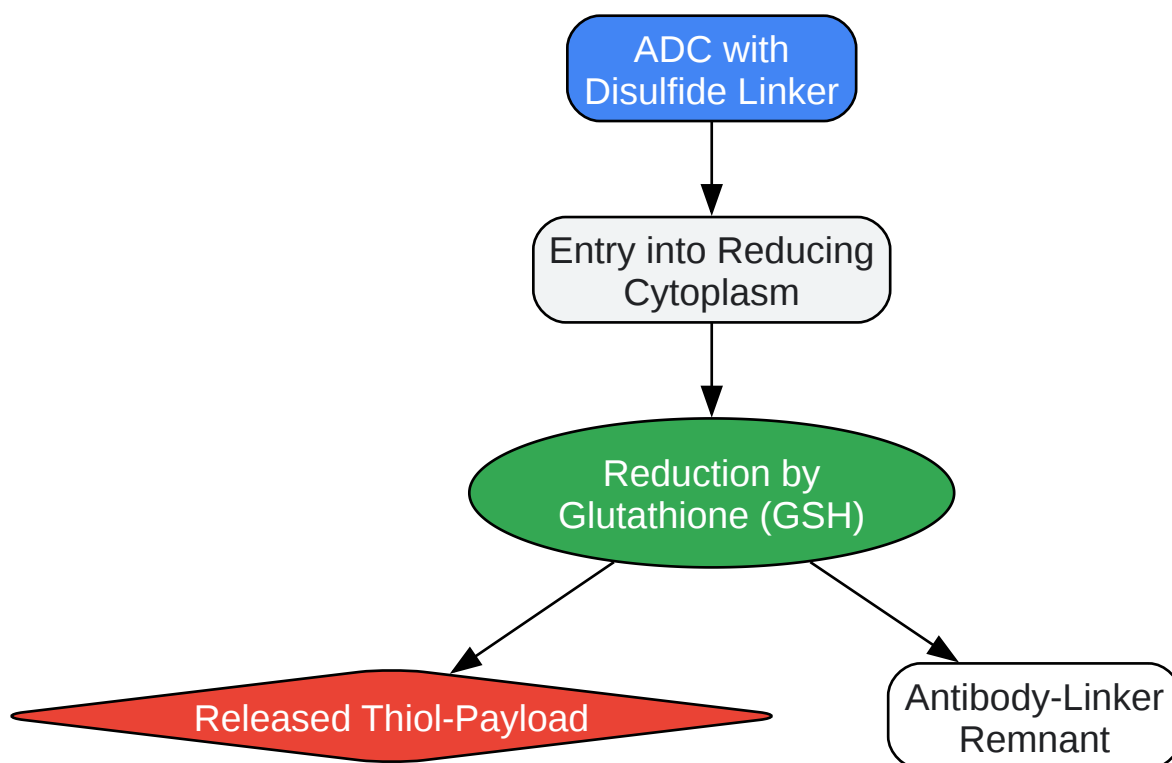 ADC with
Disulfide Linker
Entry into Reducing
Cytoplasm
Reduction by
Glutathione (GSH)
Released Thiol-Payload
Antibody-Linker
Remnant